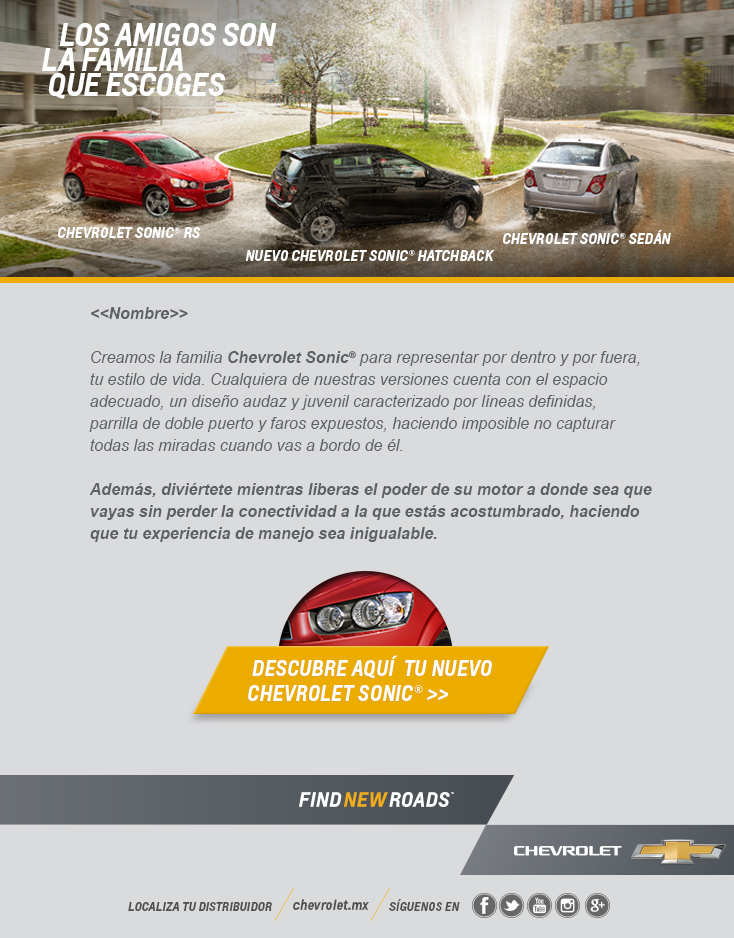 LOS AMIGOS SON
LA FAMILIA
QUE ESCOGES
CHEVROLET SONIC® RS
NUEVO CHEVROLET SONIC® HATCHBACK
CHEVROLET SONIC® SEDÁN
<<Nombre>>
Creamos la familia Chevrolet Sonic® para representar por dentro y por fuera,
tu estilo de vida. Cualquiera de nuestras versiones cuenta con el espacio
adecuado, un diseño audaz y juvenil caracterizado por líneas definidas,
parrilla de doble puerto y faros expuestos, haciendo imposible no capturar
todas las miradas cuando vas a bordo de él.
Además, diviértete mientras liberas el poder de su motor a donde sea que
vayas sin perder la conectividad a la que estás acostumbrado, haciendo
que tu experiencia de manejo sea inigualable.
DESCUBRE AQUÍ TU NUEVO
CHEVROLET SONIC® >>
FIND NEW ROADS™
CHEVROLET
LOCALIZA TU DISTRIBUIDOR / chevrolet.mx / SÍGUENOS EN
You Tube
g+